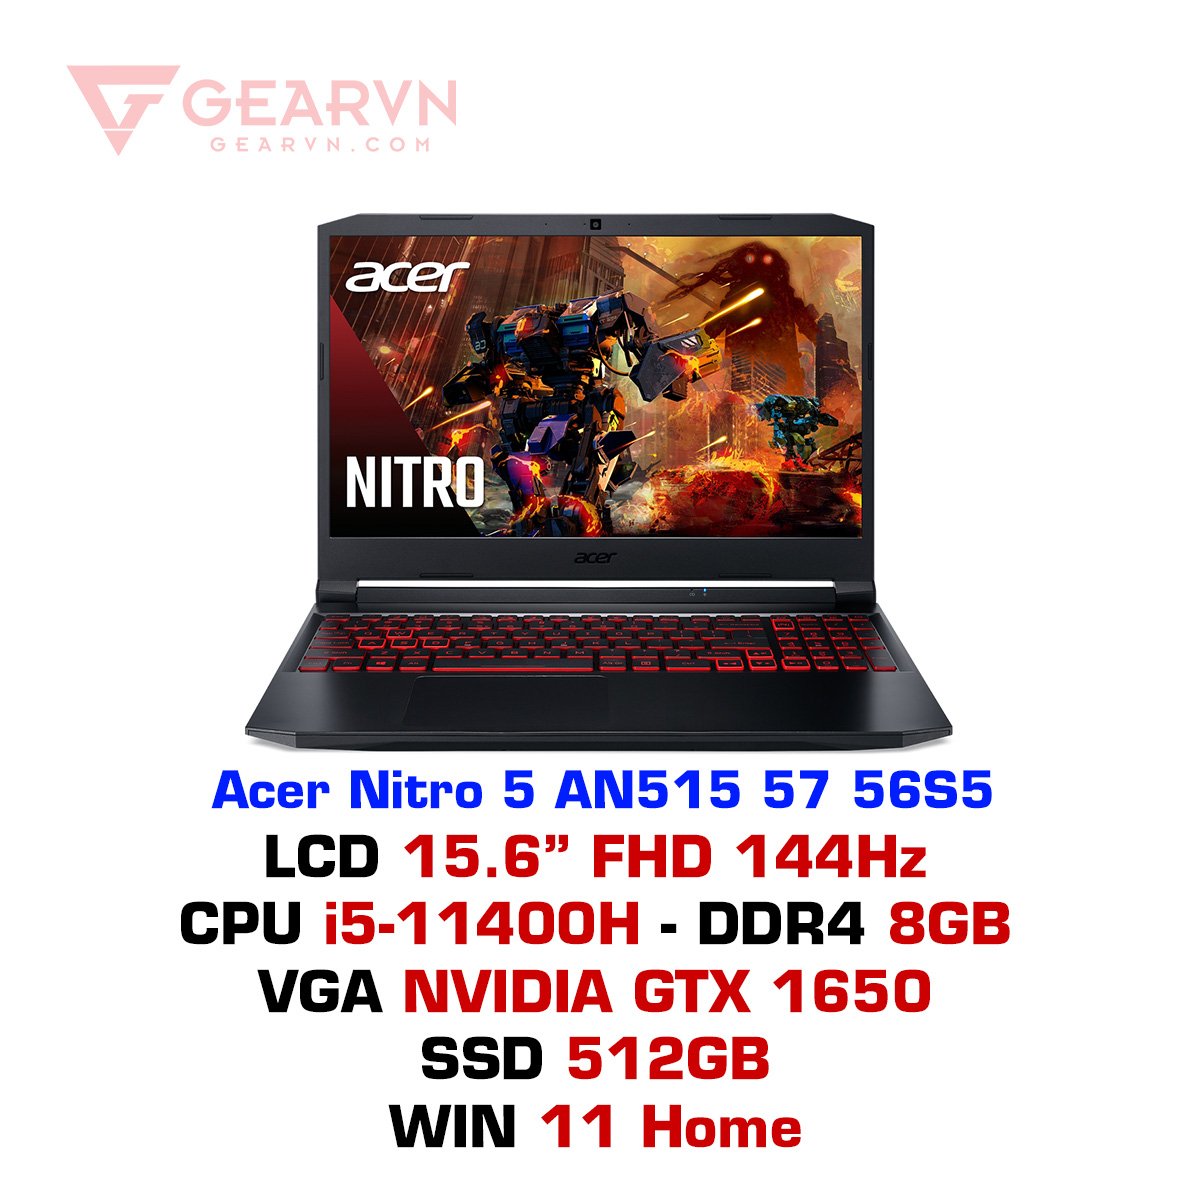 GEARVN
GEARVN.COM
acer
NITRO
acer
Acer Nitro 5 AN515 57 56S5
LCD 15.6” FHD 144Hz
CPU i5-11400H - DDR4 8GB
VGA NVIDIA GTX 1650
SSD 512GB
WIN 11 Home